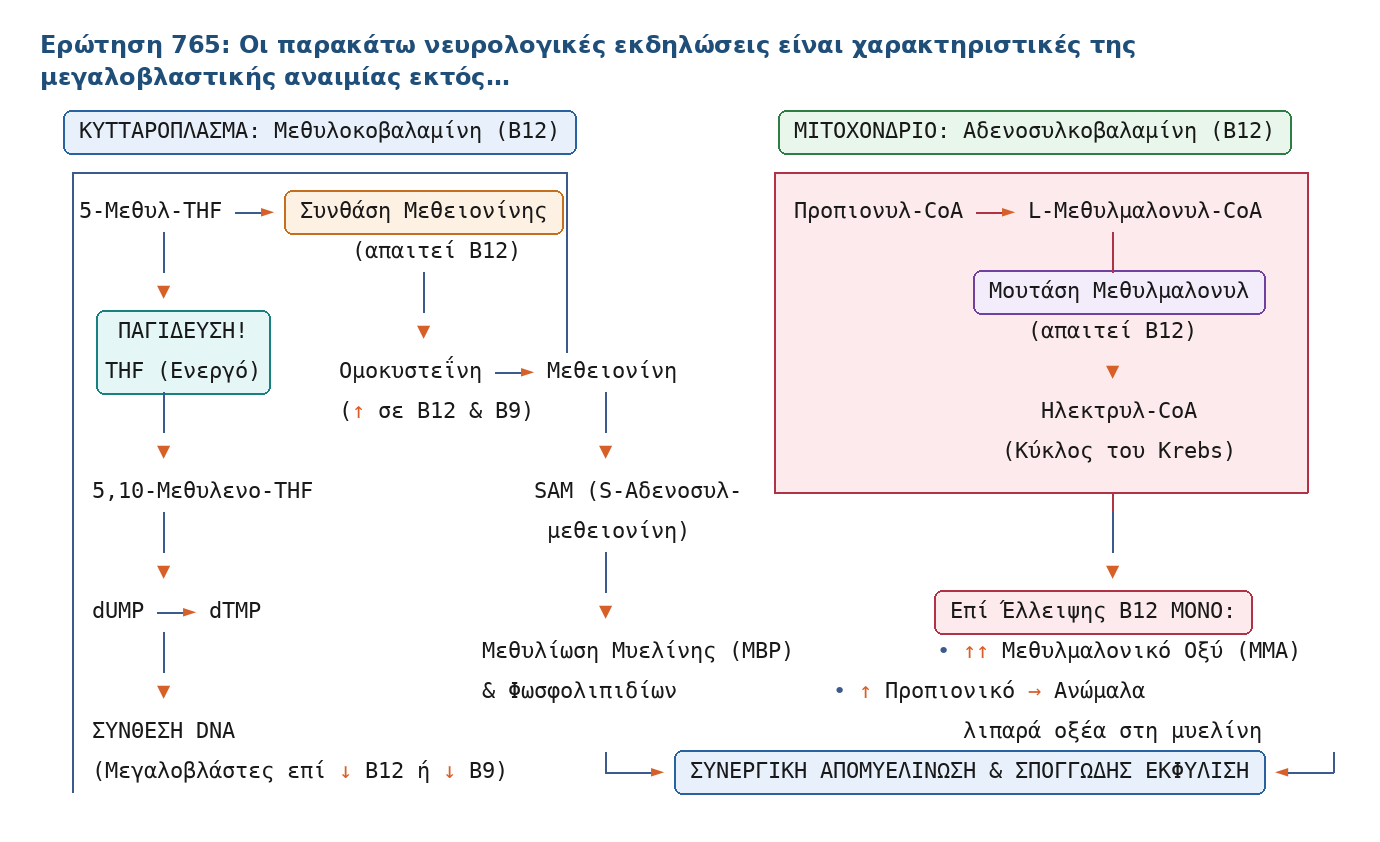 Ερώτηση 765: Οι παρακάτω νευρολογικές εκδηλώσεις είναι χαρακτηριστικές της
μεγαλοβλαστικής αναιμίας εκτός...
ΚΥΤΤΑΡΟΠΛΑΣΜΑ: Μεθυλοκοβαλαμίνη (B12)
5-Μεθυλ-THF → Συνθάση Μεθειονίνης
(απαιτεί B12)
▼ ΠΑΓΙΔΕΥΣΗ!
THF (Ενεργό)
▼
Ομοκυστεΐνη → Μεθειονίνη
(↑ σε B12 & B9)
▼ ▼
5,10-Μεθυλενο-THF
SAM (S-Αδενοσυλ-
μεθειονίνη)
▼
dUMP → dTMP
▼
Μεθυλίωση Μυελίνης (MBP)
& Φωσφολιπιδίων
▼
ΣΥΝΘΕΣΗ DNA
(Μεγαλοβλάστες επί ↓ B12 ή ↓ B9)
ΜΙΤΟΧΟΝΔΡΙΟ: Αδενοσυλκοβαλαμίνη (B12)
Προπιονυλ-CoA → L-Μεθυλμαλονυλ-CoA
Μουτάση Μεθυλμαλονυλ
(απαιτεί B12)
▼
Ηλεκτρυλ-CoA
(Κύκλος του Krebs)
▼
Επί Έλλειψης B12 ΜΟΝΟ:
• ↑↑ Μεθυλμαλονικό Οξύ (MMA)
• ↑ Προπιονικό → Ανώμαλα
λιπαρά οξέα στη μυελίνη
ΣΥΝΕΡΓΙΚΗ ΑΠΟΜΥΕΛΙΝΩΣΗ & ΣΠΟΓΓΩΔΗΣ ΕΚΦΥΛΙΣΗ